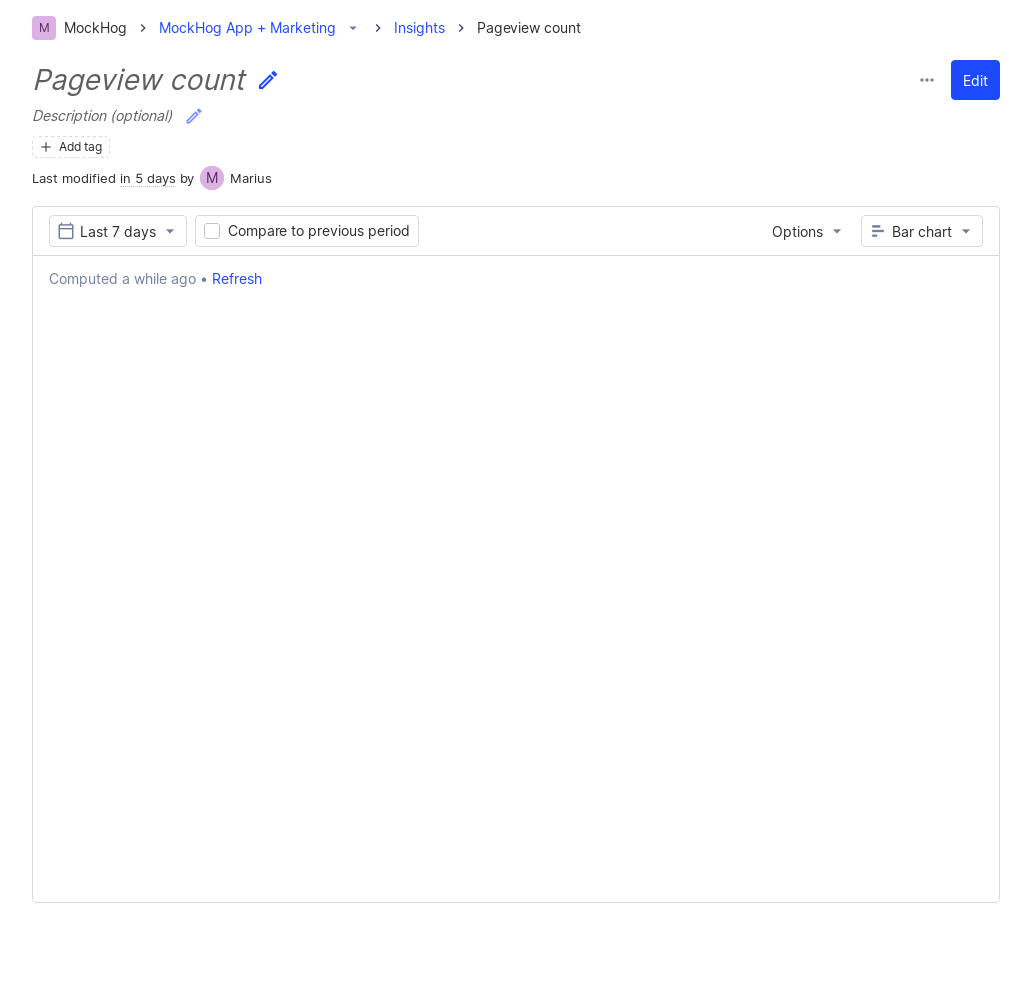 M MockHog MockHog App + Marketing Insights Pageview count
Pageview count
Edit
Description (optional)
Add tag
Last modified in 5 days by M Marius
Last 7 days Compare to previous period Options Bar chart
Computed a while ago • Refresh